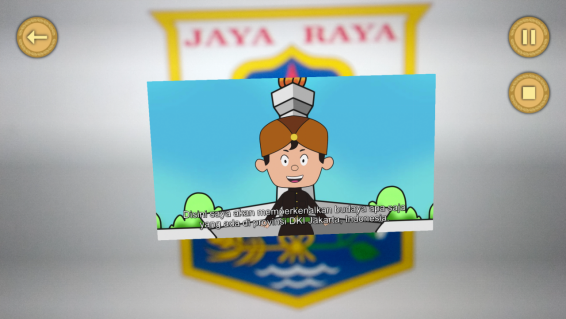 JAYA RAYA
Disini saya akan memperkenalkan budaya apa saja
yang ada di provinsi DKI Jakarta, Indonesia